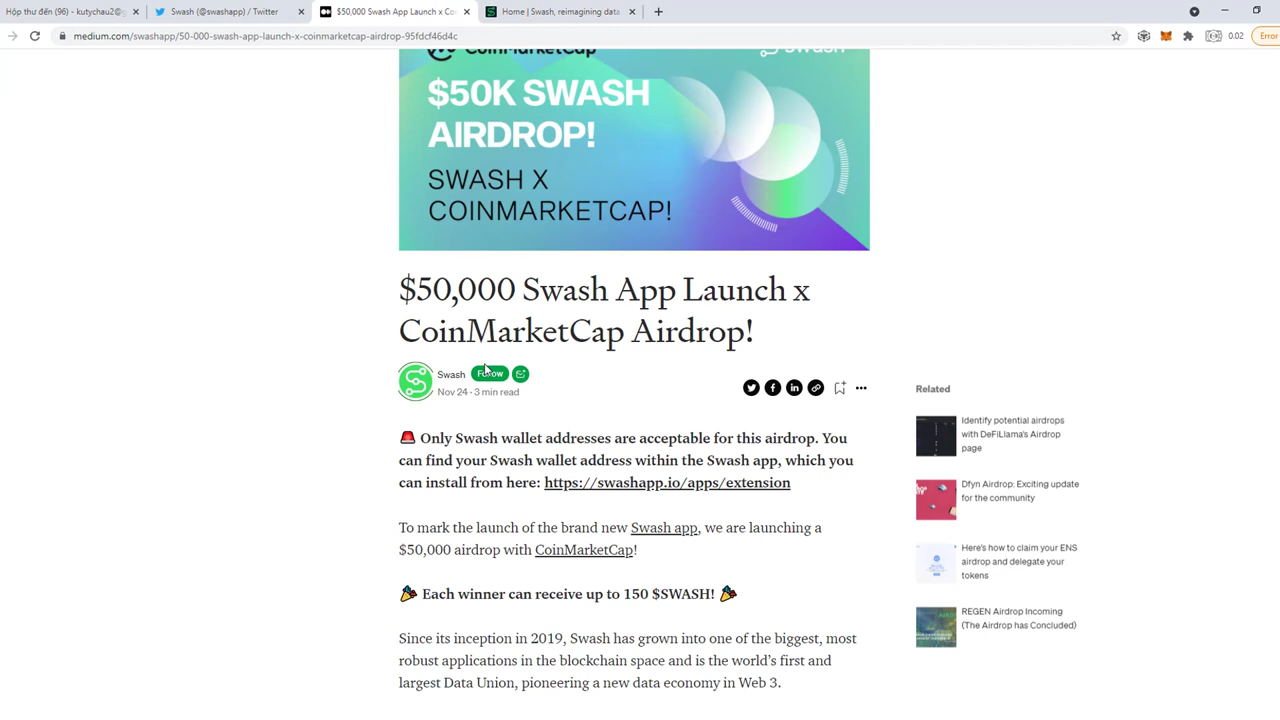 Hộp thư đến (96) - kutychau2@g
Swash (@swashapp) / Twitter
$50,000 Swash App Launch x Co
Home | Swash, reimagining data
medium.com/swashapp/50-000-swash-app-launch-x-coinmarketcap-airdrop-95fdcf46d4c
0.02
Error
CoinMarketCap
Swash
$50K SWASH
AIRDROP!
SWASH X
COINMARKETCAP!
$50,000 Swash App Launch x
CoinMarketCap Airdrop!
Swash
Follow
Nov 24 · 3 min read
Only Swash wallet addresses are acceptable for this airdrop. You
can find your Swash wallet address within the Swash app, which you
can install from here: https://swashapp.io/apps/extension
To mark the launch of the brand new Swash app, we are launching a
$50,000 airdrop with CoinMarketCap!
Each winner can receive up to 150 $SWASH!
Since its inception in 2019, Swash has grown into one of the biggest, most
robust applications in the blockchain space and is the world's first and
largest Data Union, pioneering a new data economy in Web 3.
Related
Identify potential airdrops
with DeFiLlama's Airdrop
page
Dfyn Airdrop: Exciting update
for the community
Here's how to claim your ENS
airdrop and delegate your
tokens
REGEN Airdrop Incoming
(The Airdrop has Concluded)